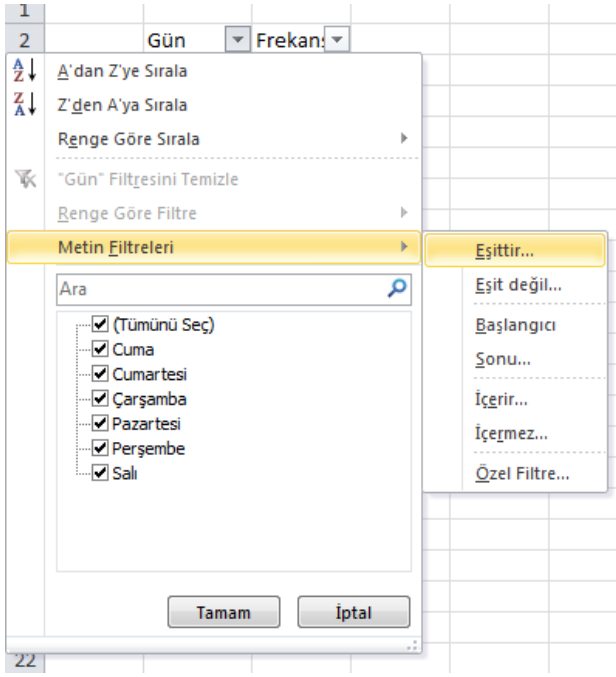 1
2 Gün Frekans
A'dan Z'ye Sırala
Z'den A'ya Sırala
Renge Göre Sırala
"Gün" Filtresini Temizle
Renge Göre Filtre
Metin Filtreleri
Ara
(Tümünü Seç)
Cuma
Cumartesi
Çarşamba
Pazartesi
Perşembe
Salı
Tamam İptal
22
Eşittir...
Eşit değil...
Başlangıcı
Sonu...
İçerir...
İçermez...
Özel Filtre...